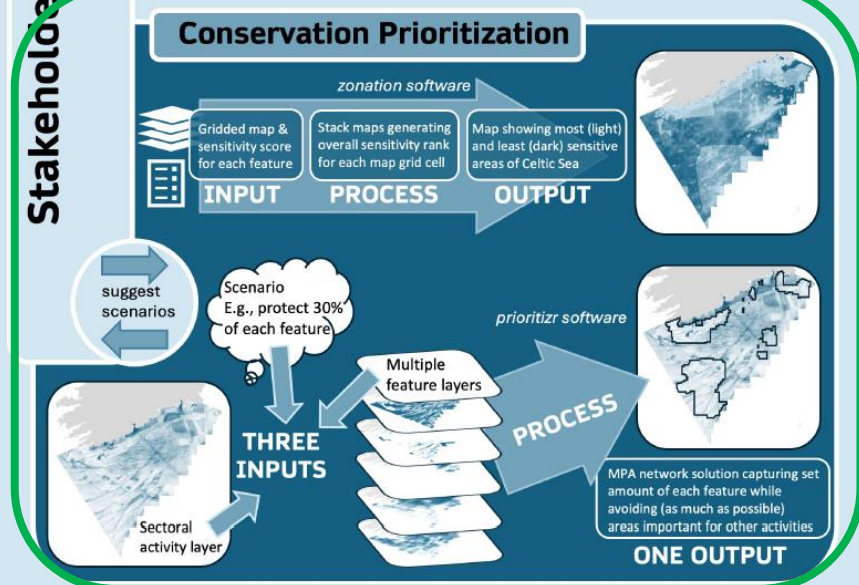 Stakeholde
Conservation Prioritization
zonation software
Gridded map &
sensitivity score
for each feature
INPUT
Stack maps generating
overall sensitivity rank
for each map grid cell
PROCESS
Map showing most (light)
and least (dark) sensitive
areas of Celtic Sea
OUTPUT
suggest
scenarios
Scenario
E.g., protect 30%
of each feature
prioritizr software
Multiple
feature layers
THREE
INPUTS
PROCESS
Sectoral
activity layer
MPA network solution capturing set
amount of each feature while
avoiding (as much as possible)
areas important for other activities
ONE OUTPUT